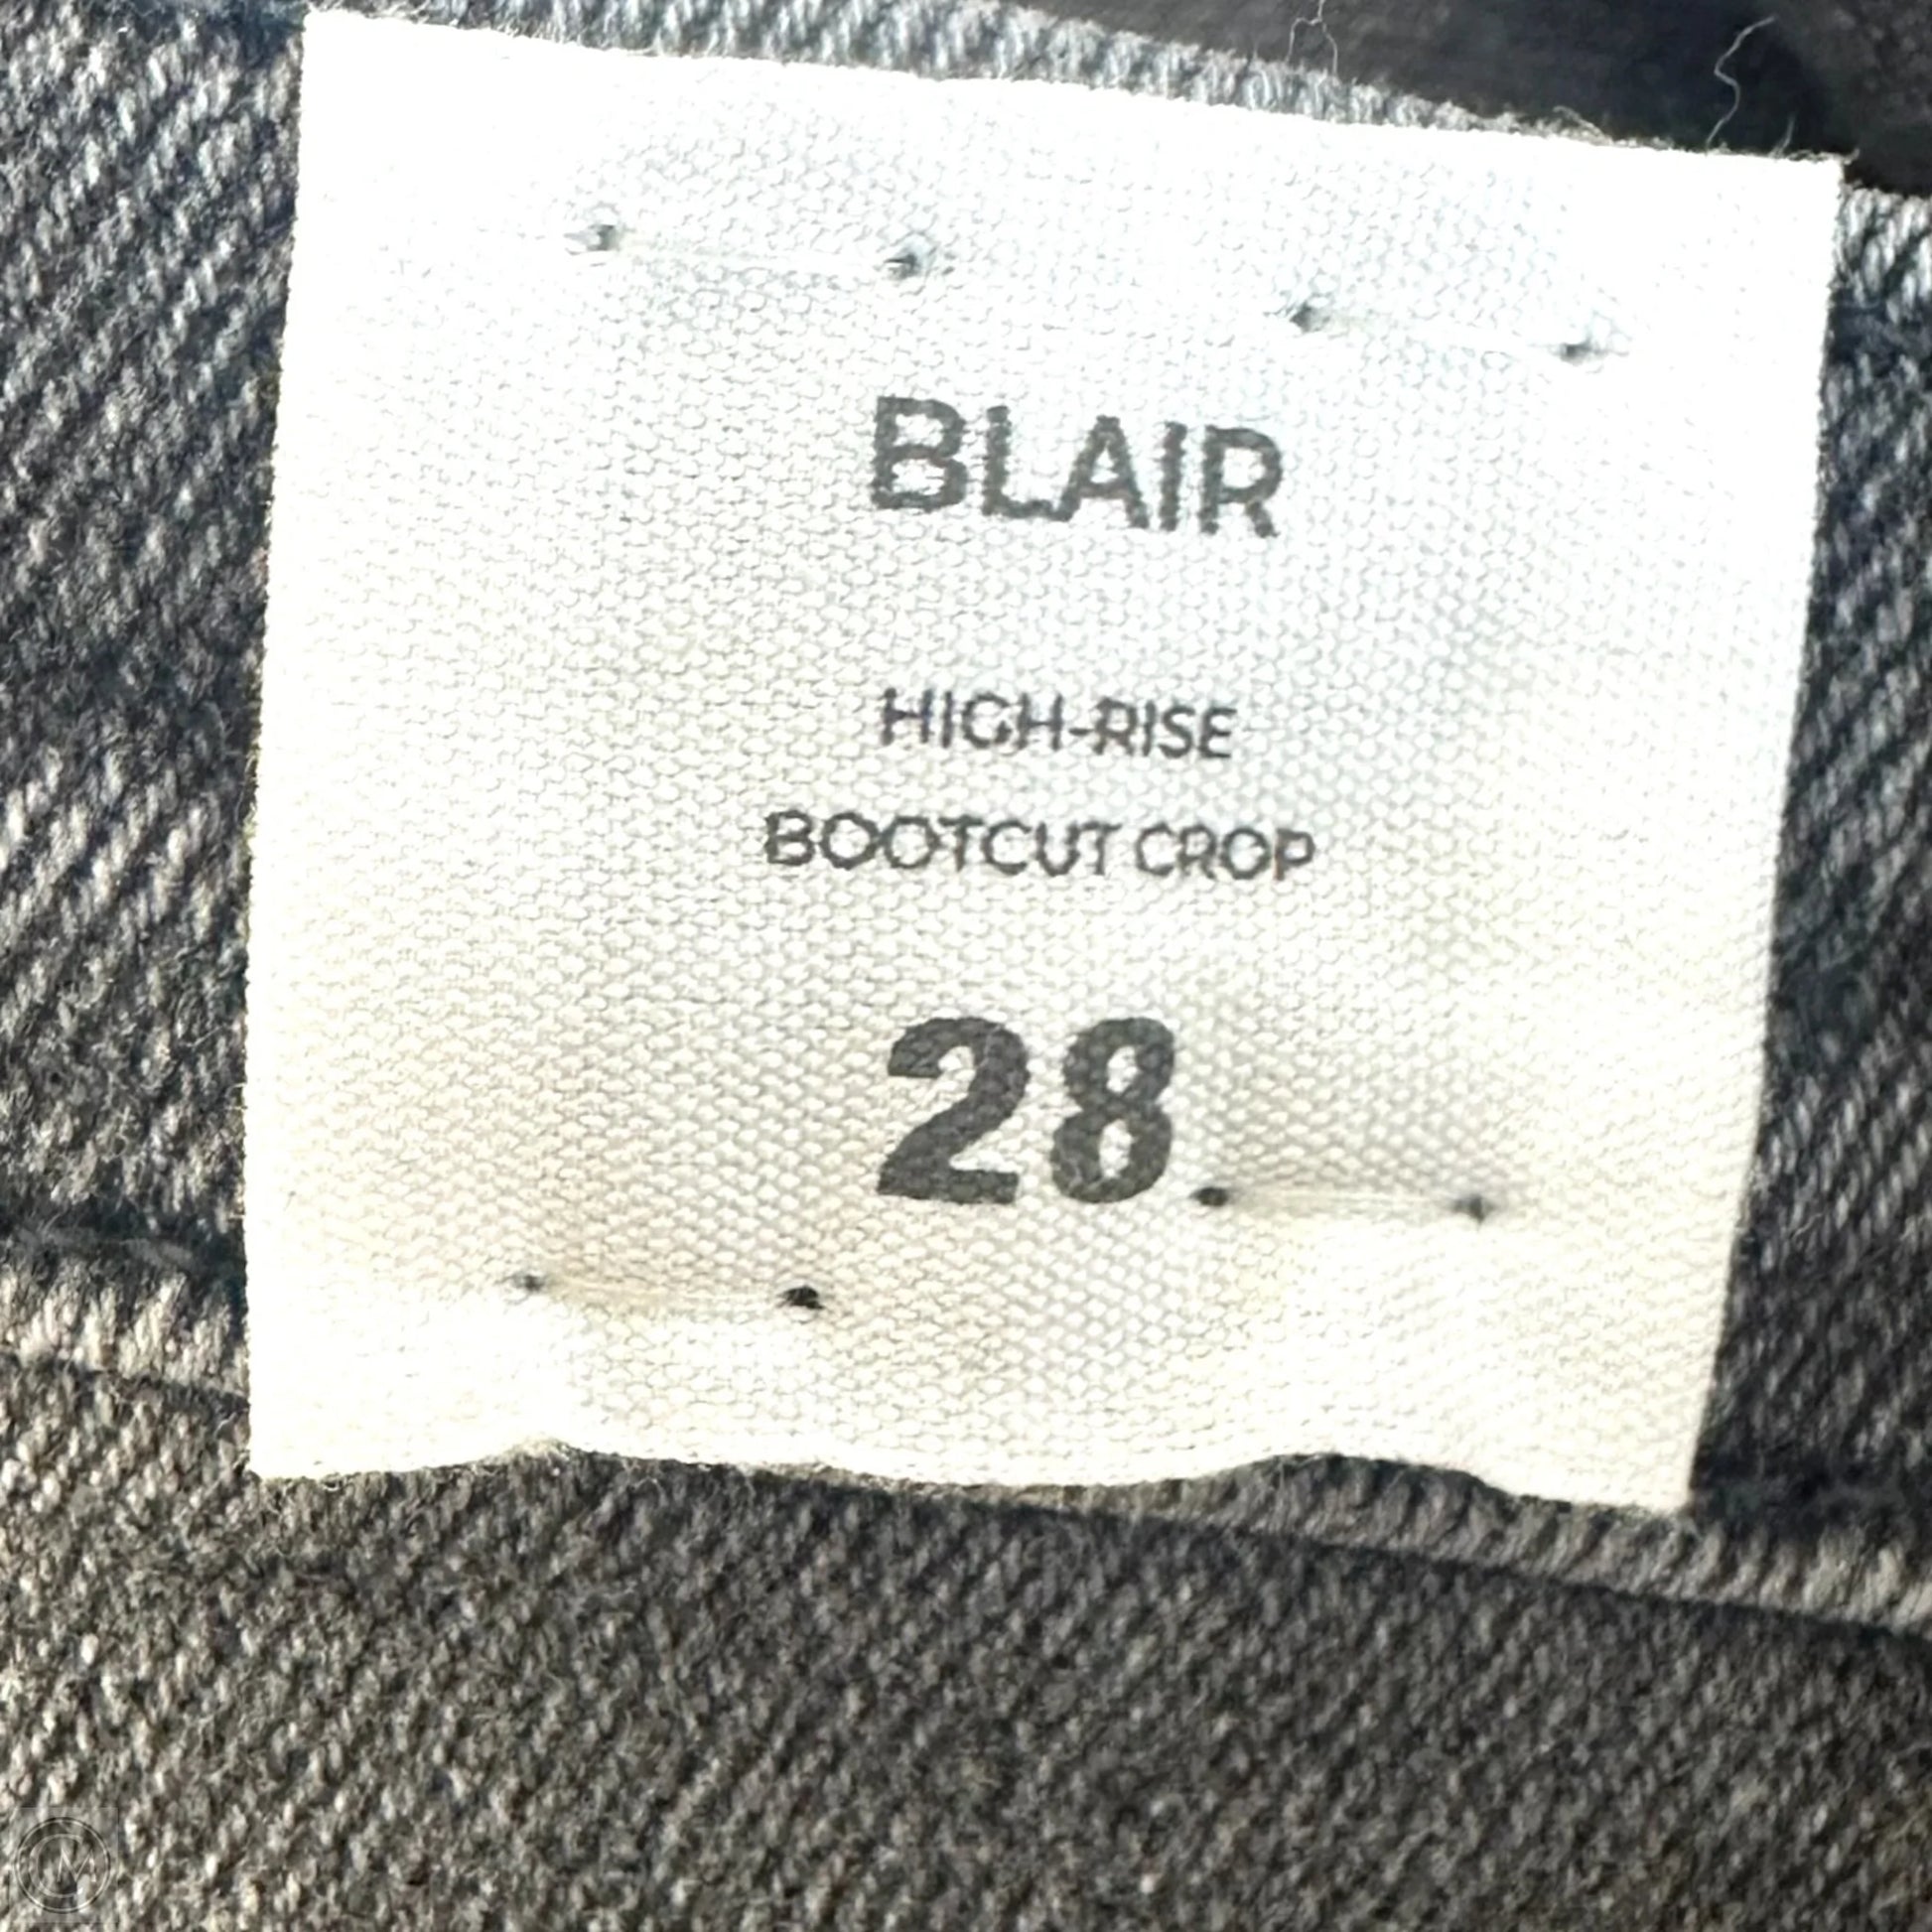 BLAIR
HIGH-RISE
BOOTCUT CROP
28